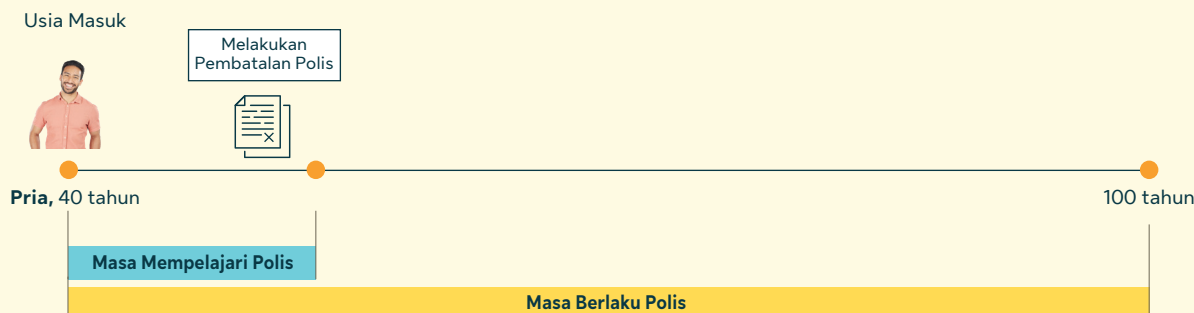 Usia Masuk
Melakukan
Pembatalan Polis
Pria, 40 tahun
100 tahun
Masa Mempelajari Polis
Masa Berlaku Polis